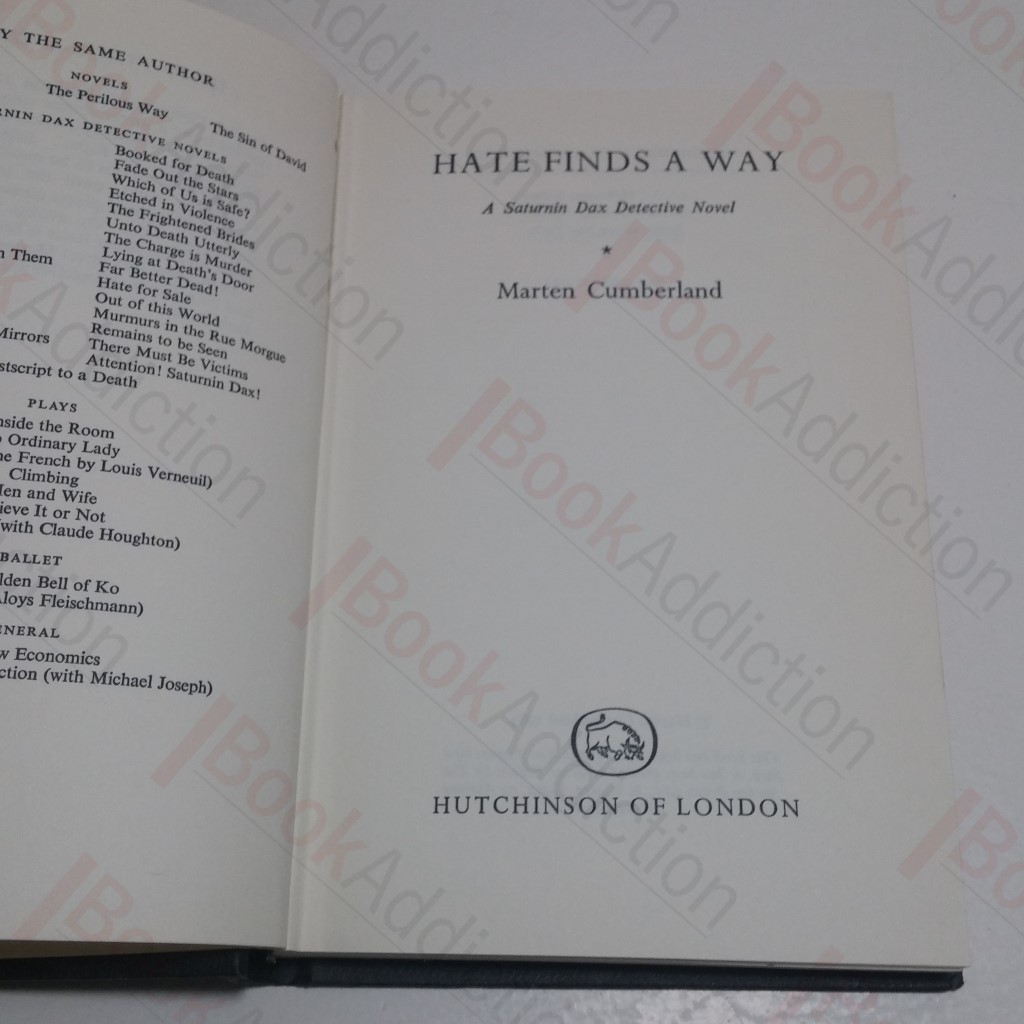 Y THE SAME AUTHOR
NOVELS
The Perilous Way The Sin of David
RNIN DAX DETECTIVE NOVELS
Booked for Death
Fade Out the Stars
Which of Us is Safe?
Etched in Violence
The Frightened Brides
Unto Death Utterly
The Charge is Murder
n Them Lying at Death's Door
Far Better Dead!
Hate for Sale
Out of this World
Murmurs in the Rue Morgue
Mirrors Remains to be Seen
There Must Be Victims
Attention! Saturnin Dax!
stscript to a Death
PLAYS
nside the Room
Ordinary Lady
he French by Louis Verneuil)
Climbing
Men and Wife
ieve It or Not
(with Claude Houghton)
BALLET
lden Bell of Ko
Aloys Fleischmann)
ENERAL
w Economics
ction (with Michael Joseph)
HATE FINDS A WAY
A Saturnin Dax Detective Novel
*
Marten Cumberland
HUTCHINSON OF LONDON
BookAddiction